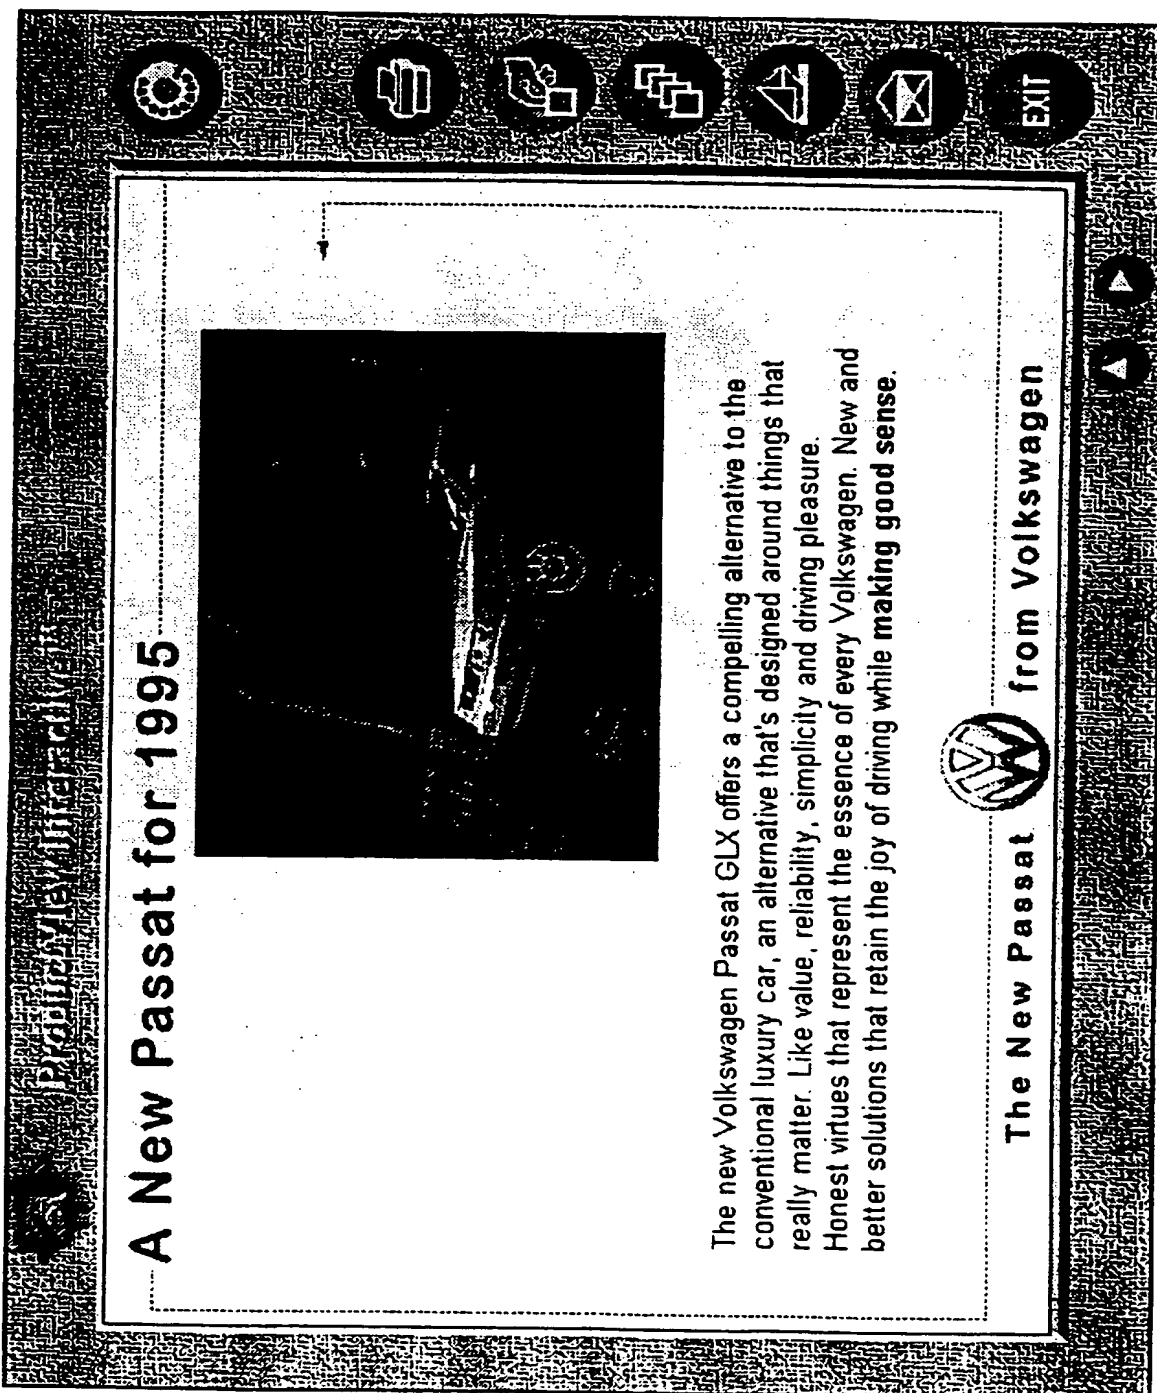 ProductViewInteractive
A New Passat for 1995
The new Volkswagen Passat GLX offers a compelling alternative to the
conventional luxury car, an alternative that's designed around things that
really matter. Like value, reliability, simplicity and driving pleasure.
Honest virtues that represent the essence of every Volkswagen. New and
better solutions that retain the joy of driving while making good sense.
The New Passat from Volkswagen
EXIT